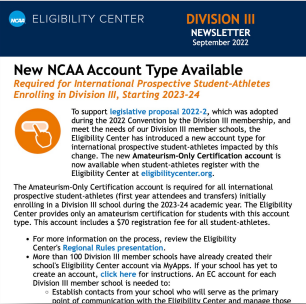 NCAA ELIGIBILITY CENTER
DIVISION III
NEWSLETTER
September 2022
New NCAA Account Type Available
Required for International Prospective Student-Athletes
Enrolling in Division III, Starting 2023-24
To support legislative proposal 2022-2, which was adopted
during the 2022 Convention by the Division III membership, and
meet the needs of our Division III member schools, the
Eligibility Center has introduced a new account type for
international prospective student-athletes impacted by this
change. The new Amateurism-Only Certification account is
now available when student-athletes register with the
Eligibility Center at eligibilitycenter.org.
The Amateurism-Only Certification account is required for all international
prospective student-athletes (first year attendees and transfers) initially
enrolling in a Division III school during the 2023-24 academic year. The Eligibility
Center provides only an amateurism certification for students with this account
type. This account includes a $70 registration fee for all student-athletes.
• For more information on the process, review the Eligibility
Center's Regional Rules presentation.
• More than 100 Division III member schools have already created their
school's Eligibility Center account via MyApps. If your school has yet to
create an account, click here for instructions. An EC account for each
Division III member school is needed to:
Establish contacts from your school who will serve as the primary
point of communication with the Eligibility Center and manage those